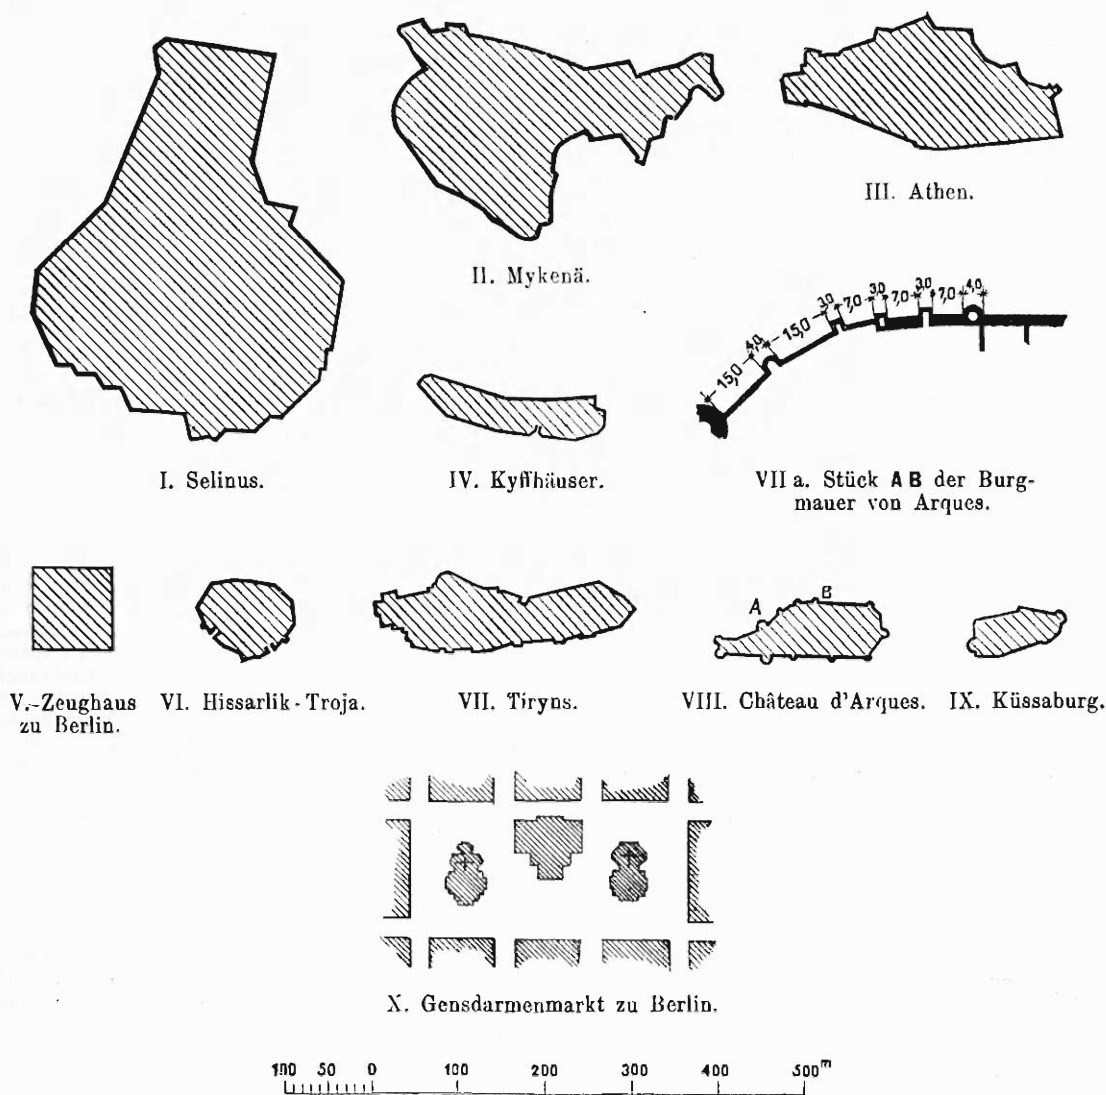 III. Athen.
II. Mykenä.
15,0 4,0 15,0 3,0 7,0 3,0 7,0 3,0 7,0 4,0
I. Selinus.
IV. Kyffhäuser.
VII a. Stück A B der Burg-
mauer von Arques.
A B
V. Zeughaus
zu Berlin.
VI. Hissarlik-Troja.
VII. Tiryns.
VIII. Château d'Arques.
IX. Küssaburg.
X. Gensdarmenmarkt zu Berlin.
100 50 0 100 200 300 400 500 m